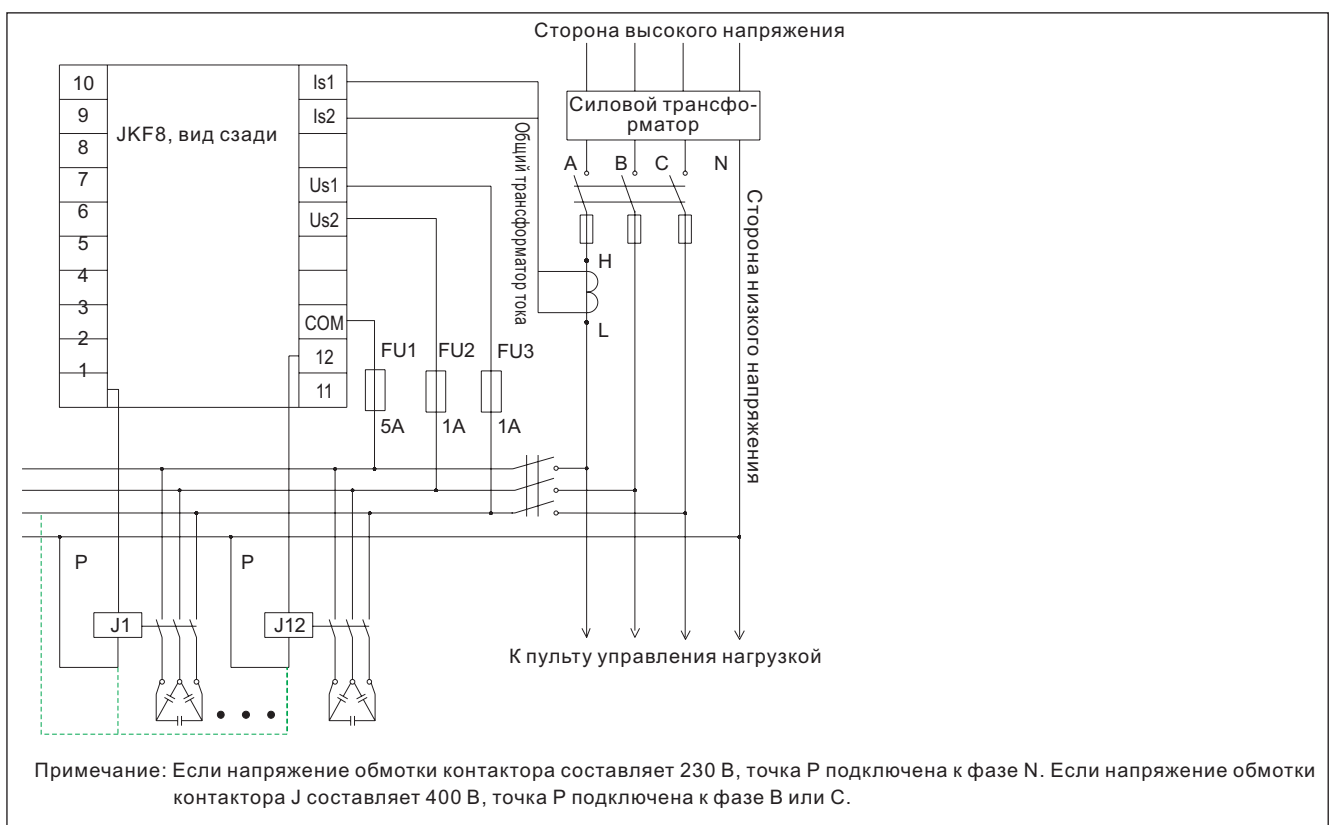 Сторона высокого напряжения
10
9
8
7
6
5
4
3
2
1
JKF8, вид сзади
Is1
Is2
Us1
Us2
COM
12
11
Общий трансформатор тока
Силовой трансфо-
рматор
A
B
C
N
Сторона низкого напряжения
H
L
FU1
FU2
FU3
5A
1A
1A
P
P
J1
J12
К пульту управления нагрузкой
Примечание: Если напряжение обмотки контактора составляет 230 В, точка P подключена к фазе N. Если напряжение обмотки
контактора J составляет 400 В, точка P подключена к фазе B или C.